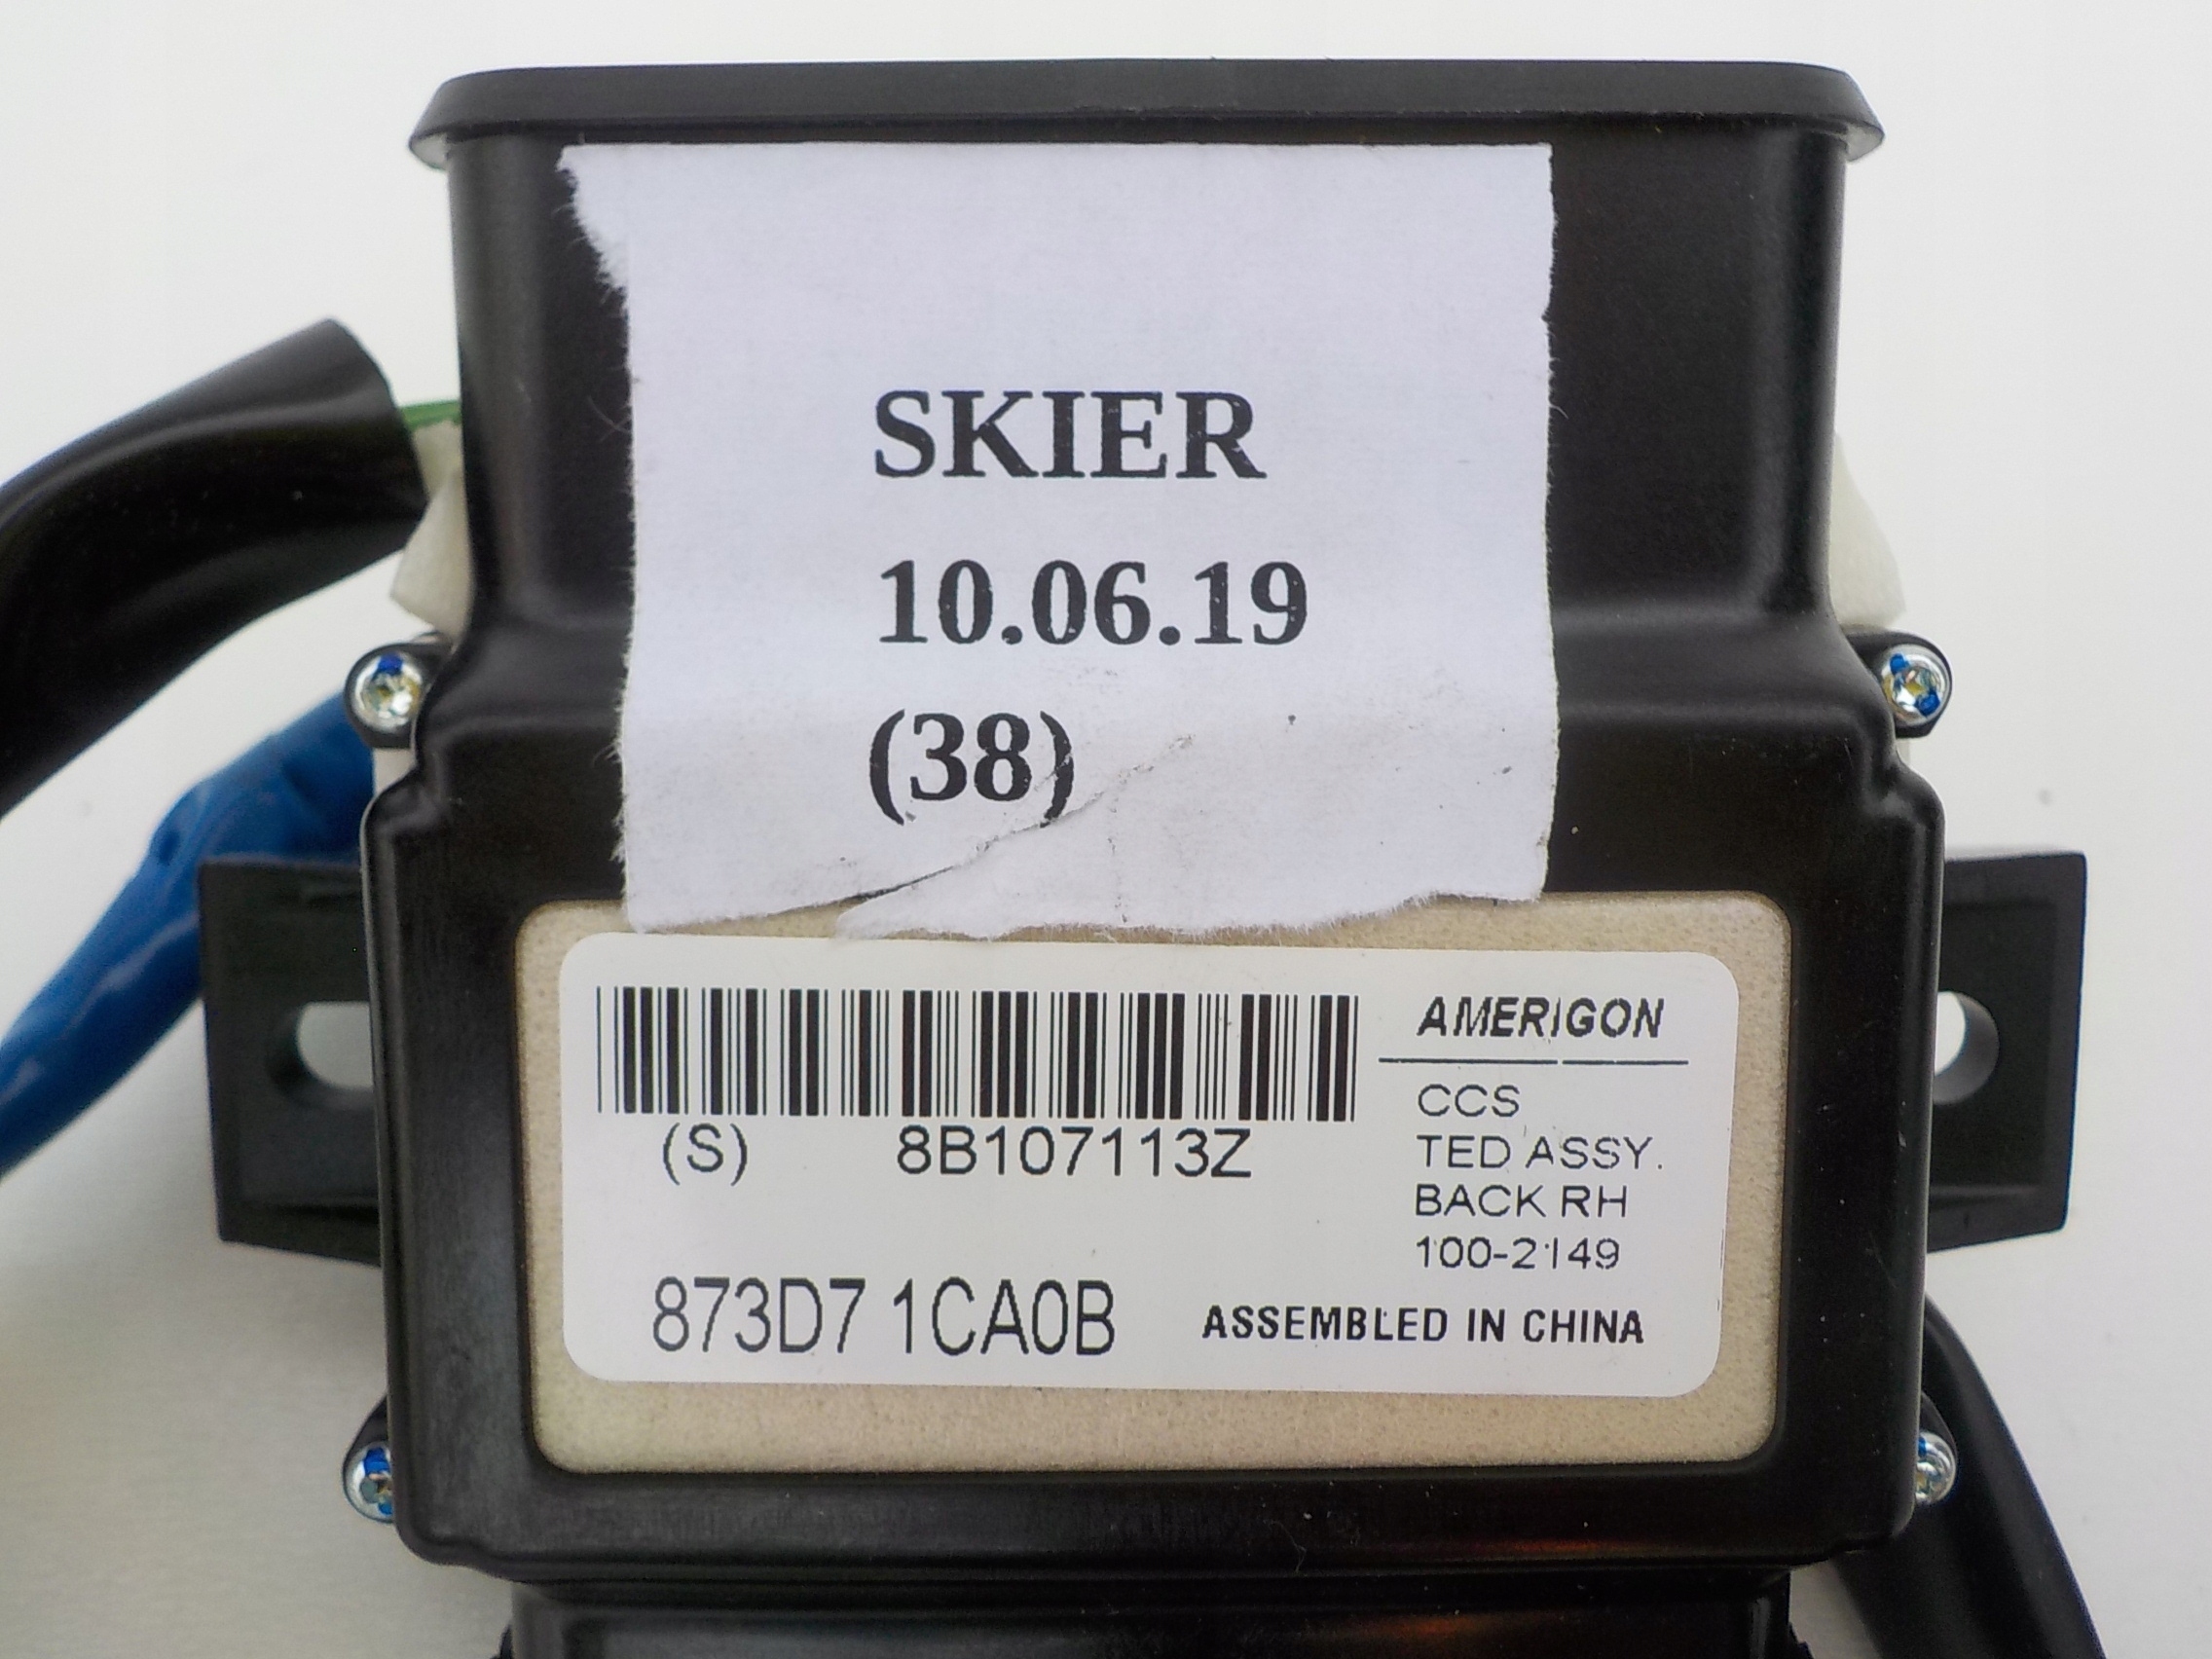 SKIER
10.06.19
(38)
AMERIGON
CCS
TED ASSY.
BACK RH
100-2149
(S) 8B107113Z
873D7 1CA0B
ASSEMBLED IN CHINA